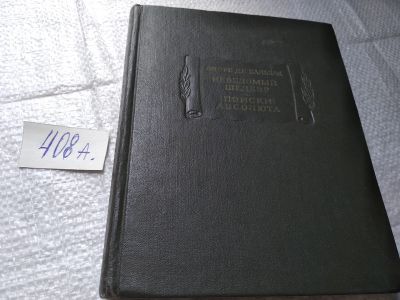 ОНОРЕ ДЕ БАЛЬЗАК
НЕВЕДОМЫЙ
ШЕДЕВР
ПОИСКИ
АБСОЛЮТА
408 А.